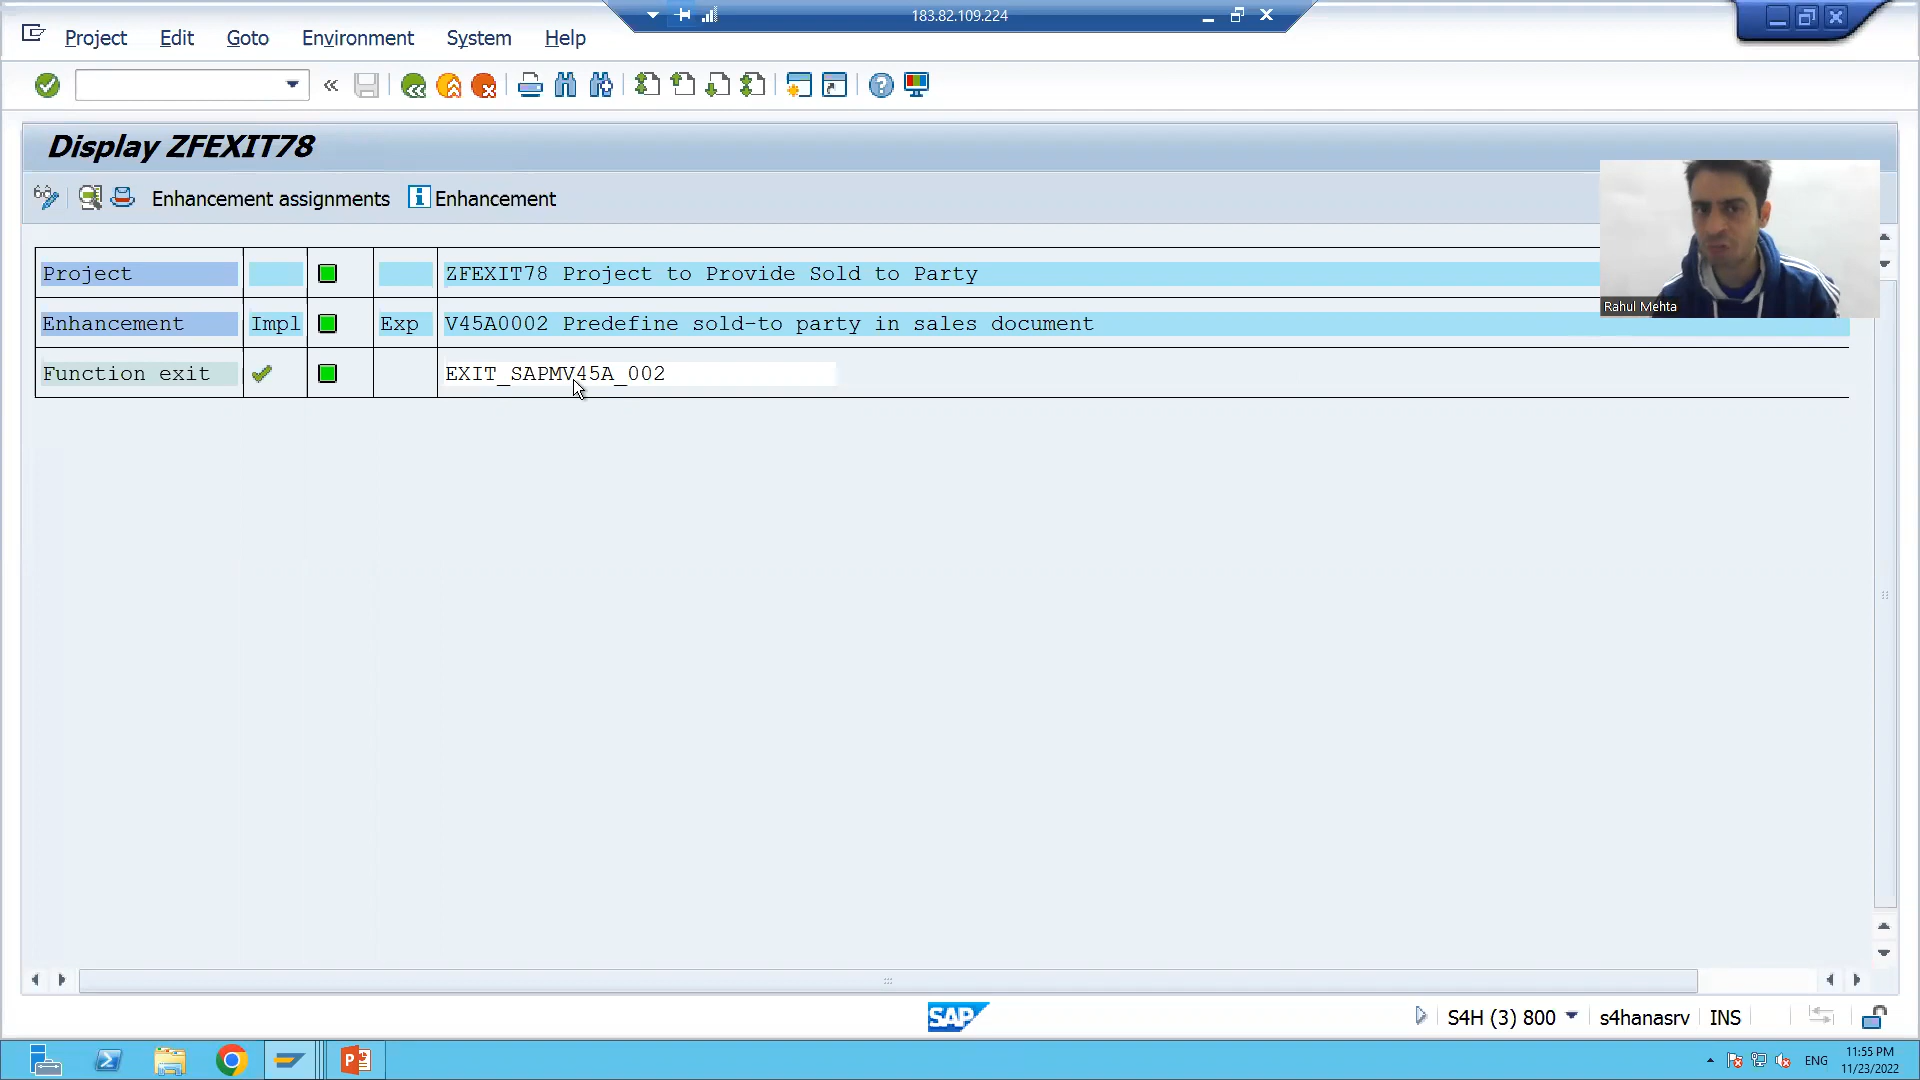 183.82.109.224
Project Edit Goto Environment System Help
Display ZFEXIT78
Enhancement assignments Enhancement
Project ZFEXIT78 Project to Provide Sold to Party
Rahul Mehta
Enhancement Impl Exp V45A0002 Predefine sold-to party in sales document
Function exit EXIT_SAPMV45A_002
SAP S4H (3) 800 s4hanasrv INS
11:55 PM
ENG
11/23/2022